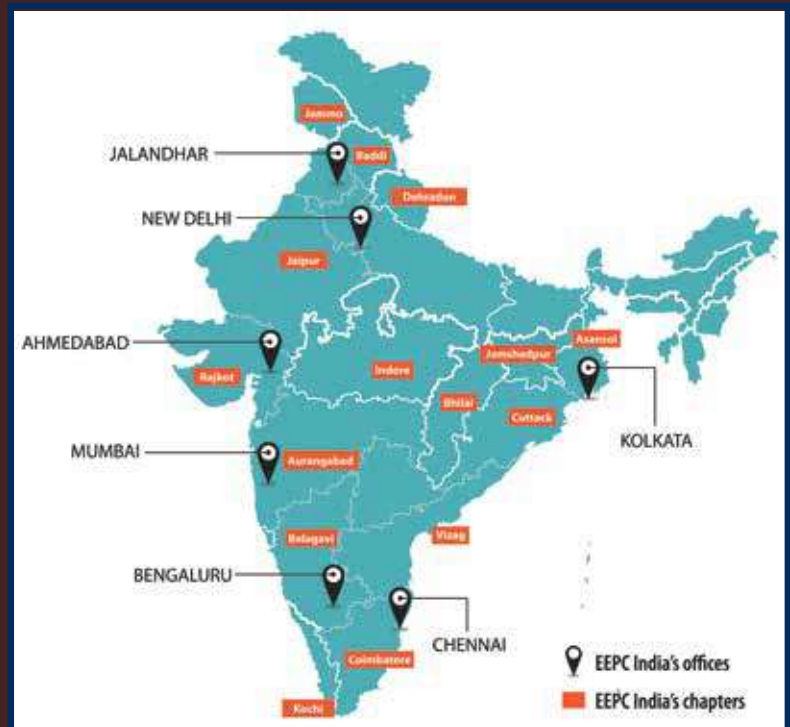 Jammu
JALANDHAR
Baddi
Dehradun
NEW DELHI
Jaipur
AHMEDABAD
Asansol
Jamshedpur
Indore
Rajkot
Bhilai
Cuttack
KOLKATA
MUMBAI
Aurangabad
Vizag
Belagavi
BENGALURU
CHENNAI
Coimbatore
EEPC India's offices
Kochi
EEPC India's chapters